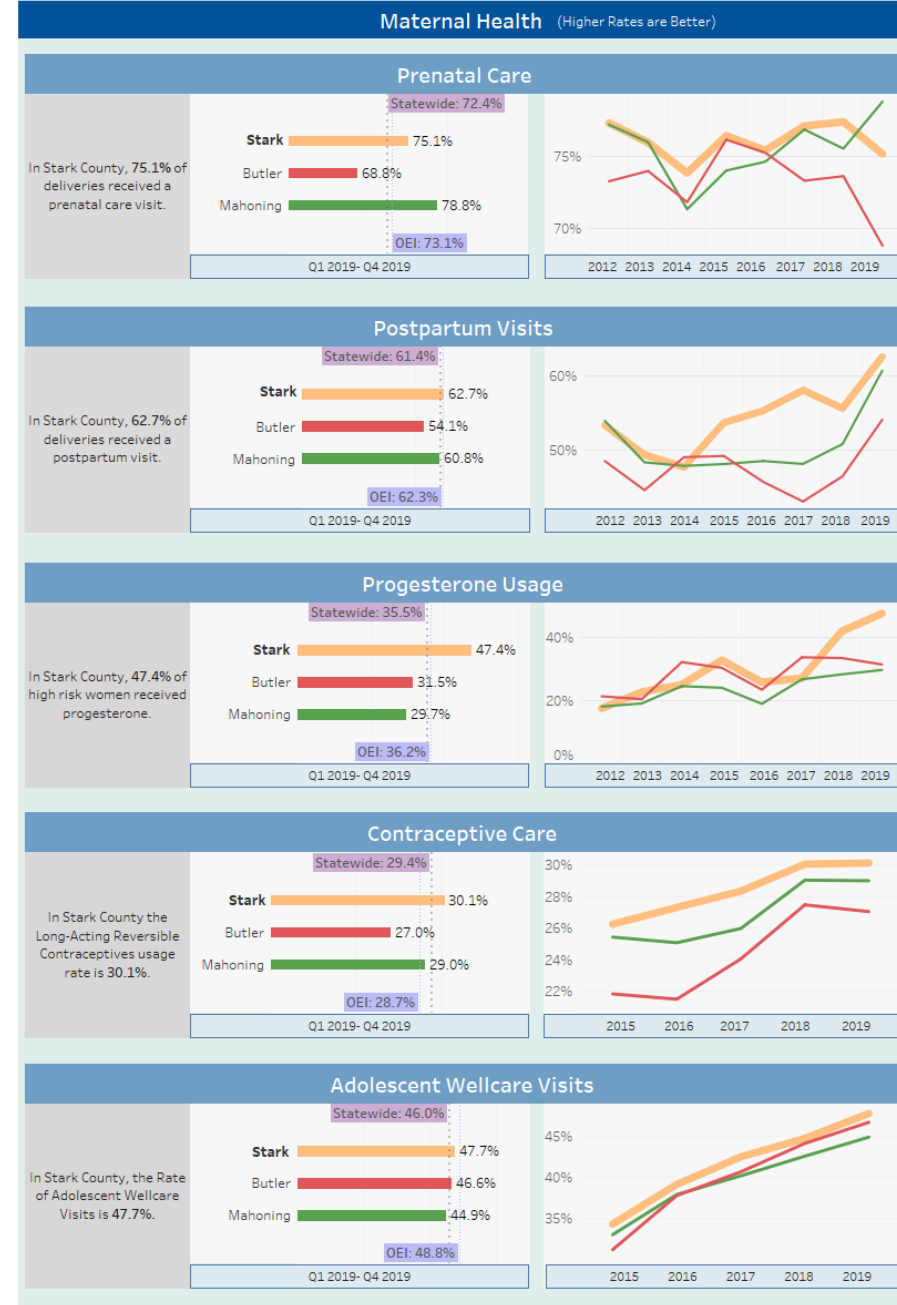 Maternal Health (Higher Rates are Better)
Prenatal Care
In Stark County, 75.1% of
deliveries received a
prenatal care visit.
Statewide: 72.4%
Stark 75.1%
Butler 68.8%
Mahoning 78.8%
OEI: 73.1%
Q1 2019- Q4 2019
75%
70%
2012 2013 2014 2015 2016 2017 2018 2019
Postpartum Visits
In Stark County, 62.7% of
deliveries received a
postpartum visit.
Statewide: 61.4%
Stark 62.7%
Butler 54.1%
Mahoning 60.8%
OEI: 62.3%
Q1 2019- Q4 2019
60%
50%
2012 2013 2014 2015 2016 2017 2018 2019
Progesterone Usage
In Stark County, 47.4% of
high risk women received
progesterone.
Statewide: 35.5%
Stark 47.4%
Butler 31.5%
Mahoning 29.7%
OEI: 36.2%
Q1 2019- Q4 2019
40%
20%
0%
2012 2013 2014 2015 2016 2017 2018 2019
Contraceptive Care
In Stark County the
Long-Acting Reversible
Contraceptives usage
rate is 30.1%.
Statewide: 29.4%
Stark 30.1%
Butler 27.0%
Mahoning 29.0%
OEI: 28.7%
Q1 2019- Q4 2019
30%
28%
26%
24%
22%
2015 2016 2017 2018 2019
Adolescent Wellcare Visits
In Stark County, the Rate
of Adolescent Wellcare
Visits is 47.7%.
Statewide: 46.0%
Stark 47.7%
Butler 46.6%
Mahoning 44.9%
OEI: 48.8%
Q1 2019- Q4 2019
45%
40%
35%
2015 2016 2017 2018 2019